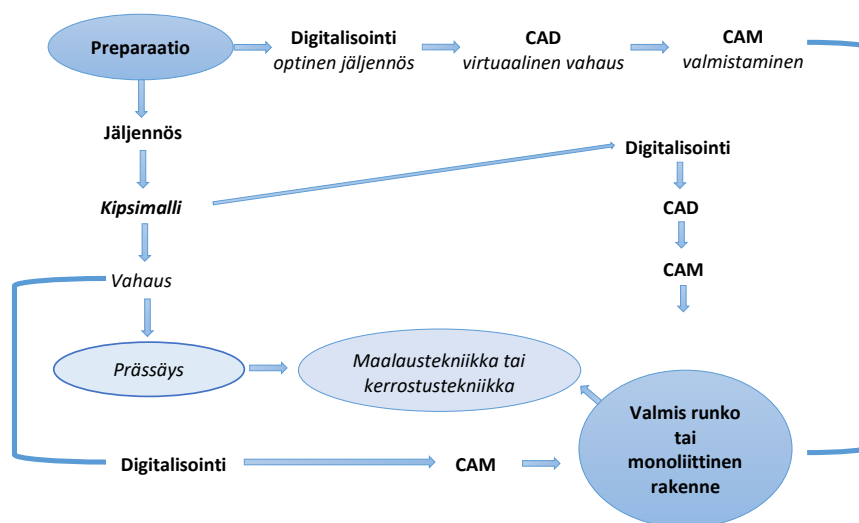 Preparaatio
Digitalisointi
optinen jäljennös
CAD
virtuaalinen vahaus
CAM
valmistaminen
Jäljennös
Digitalisointi
Kipsimalli
CAD
CAM
Vahaus
Prässäys
Maalaustekniikka tai
kerrostustekniikka
Valmis runko
tai
monoliittinen
rakenne
Digitalisointi
CAM